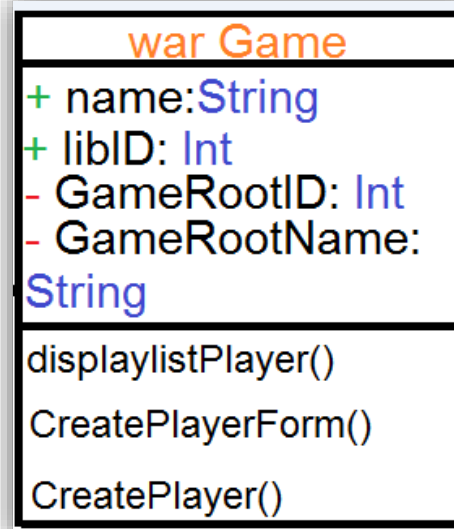 war Game
+ name:String
+ libID: Int
- GameRootID: Int
- GameRootName:
String
displaylistPlayer()
CreatePlayerForm()
CreatePlayer()